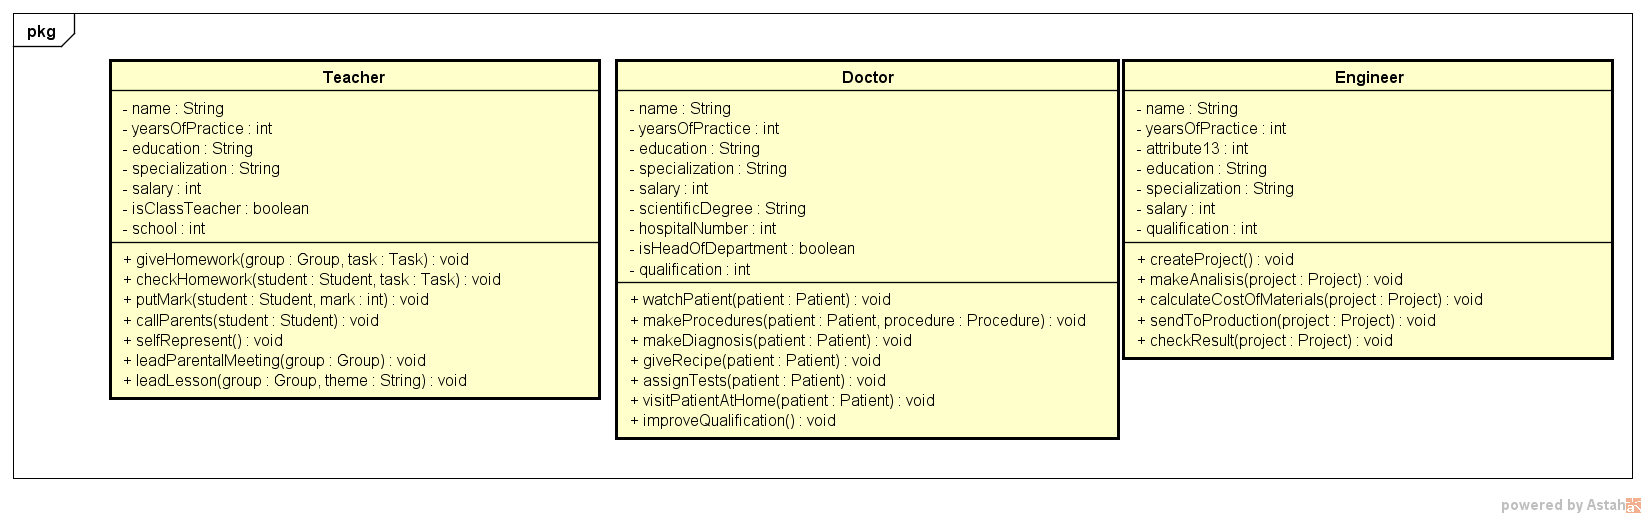 pkg
Teacher
- name : String
- yearsOfPractice : int
- education : String
- specialization : String
- salary : int
- isClassTeacher : boolean
- school : int
+ giveHomework(group : Group, task : Task) : void
+ checkHomework(student : Student, task : Task) : void
+ putMark(student : Student, mark : int) : void
+ callParents(student : Student) : void
+ selfRepresent() : void
+ leadParentalMeeting(group : Group) : void
+ leadLesson(group : Group, theme : String) : void
Doctor
- name : String
- yearsOfPractice : int
- education : String
- specialization : String
- salary : int
- scientificDegree : String
- hospitalNumber : int
- isHeadOfDepartment : boolean
- qualification : int
+ watchPatient(patient : Patient) : void
+ makeProcedures(patient : Patient, procedure : Procedure) : void
+ makeDiagnosis(patient : Patient) : void
+ giveRecipe(patient : Patient) : void
+ assignTests(patient : Patient) : void
+ visitPatientAtHome(patient : Patient) : void
+ improveQualification() : void
Engineer
- name : String
- yearsOfPractice : int
- attribute13 : int
- education : String
- specialization : String
- salary : int
- qualification : int
+ createProject() : void
+ makeAnalisis(project : Project) : void
+ calculateCostOfMaterials(project : Project) : void
+ sendToProduction(project : Project) : void
+ checkResult(project : Project) : void
powered by Astah